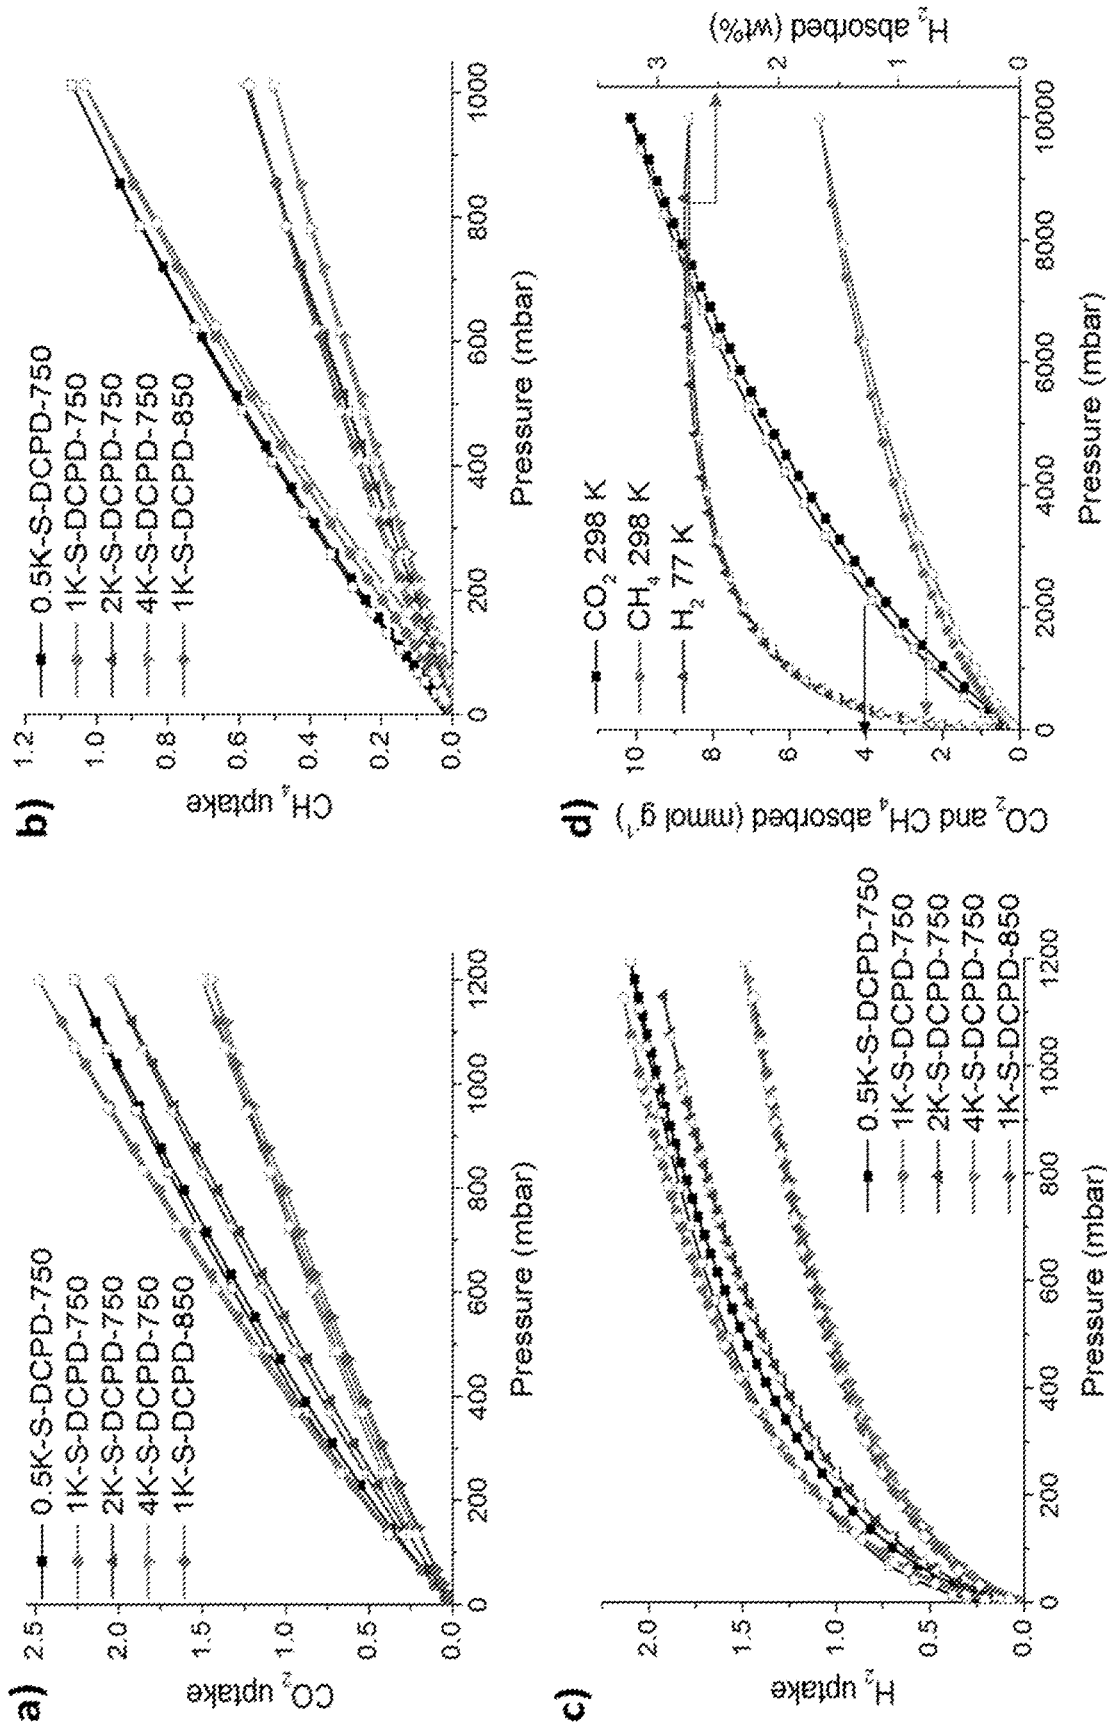 a)
CO2 uptake
2.5
2.0
1.5
1.0
0.5
0.0
0.5K-S-DCPD-750
1K-S-DCPD-750
2K-S-DCPD-750
4K-S-DCPD-750
1K-S-DCPD-850
0 200 400 600 800 1000 1200
Pressure (mbar)
b)
CH4 uptake
1.2
1.0
0.8
0.6
0.4
0.2
0.0
0.5K-S-DCPD-750
1K-S-DCPD-750
2K-S-DCPD-750
4K-S-DCPD-750
1K-S-DCPD-850
0 200 400 600 800 1000
Pressure (mbar)
c)
H2 uptake
2.0
1.5
1.0
0.5
0.0
0.5K-S-DCPD-750
1K-S-DCPD-750
2K-S-DCPD-750
4K-S-DCPD-750
1K-S-DCPD-850
0 200 400 600 800 1000 1200
Pressure (mbar)
d)
CO2 and CH4 absorbed (mmol g-1)
10
8
6
4
2
0
CO2 298 K
CH4 298 K
H2 77 K
0 2000 4000 6000 8000 10000
Pressure (mbar)
3
2
1
0
H2 absorbed (wt%)